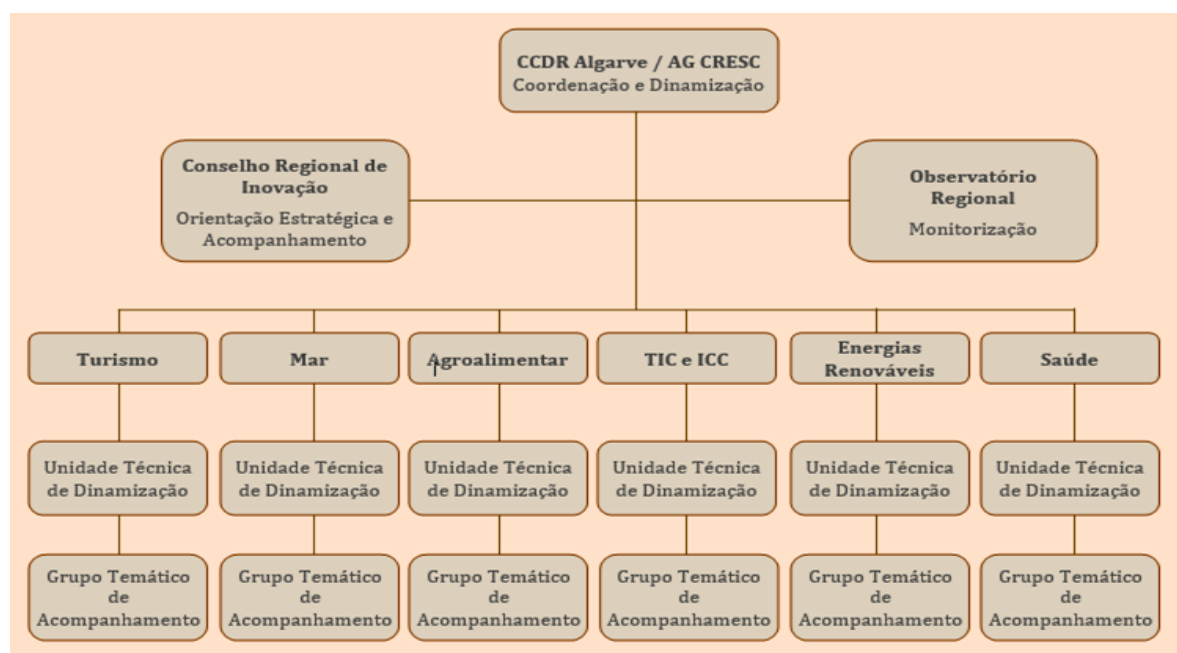 CCDR Algarve / AG CRESC
Coordenação e Dinamização
Conselho Regional de
Inovação
Orientação Estratégica e
Acompanhamento
Observatório
Regional
Monitorização
Turismo
Mar
Agroalimentar
TIC e ICC
Energias
Renováveis
Saúde
Unidade Técnica
de Dinamização
Unidade Técnica
de Dinamização
Unidade Técnica
de Dinamização
Unidade Técnica
de Dinamização
Unidade Técnica
de Dinamização
Unidade Técnica
de Dinamização
Grupo Temático
de
Acompanhamento
Grupo Temático
de
Acompanhamento
Grupo Temático
de
Acompanhamento
Grupo Temático
de
Acompanhamento
Grupo Temático
de
Acompanhamento
Grupo Temático
de
Acompanhamento